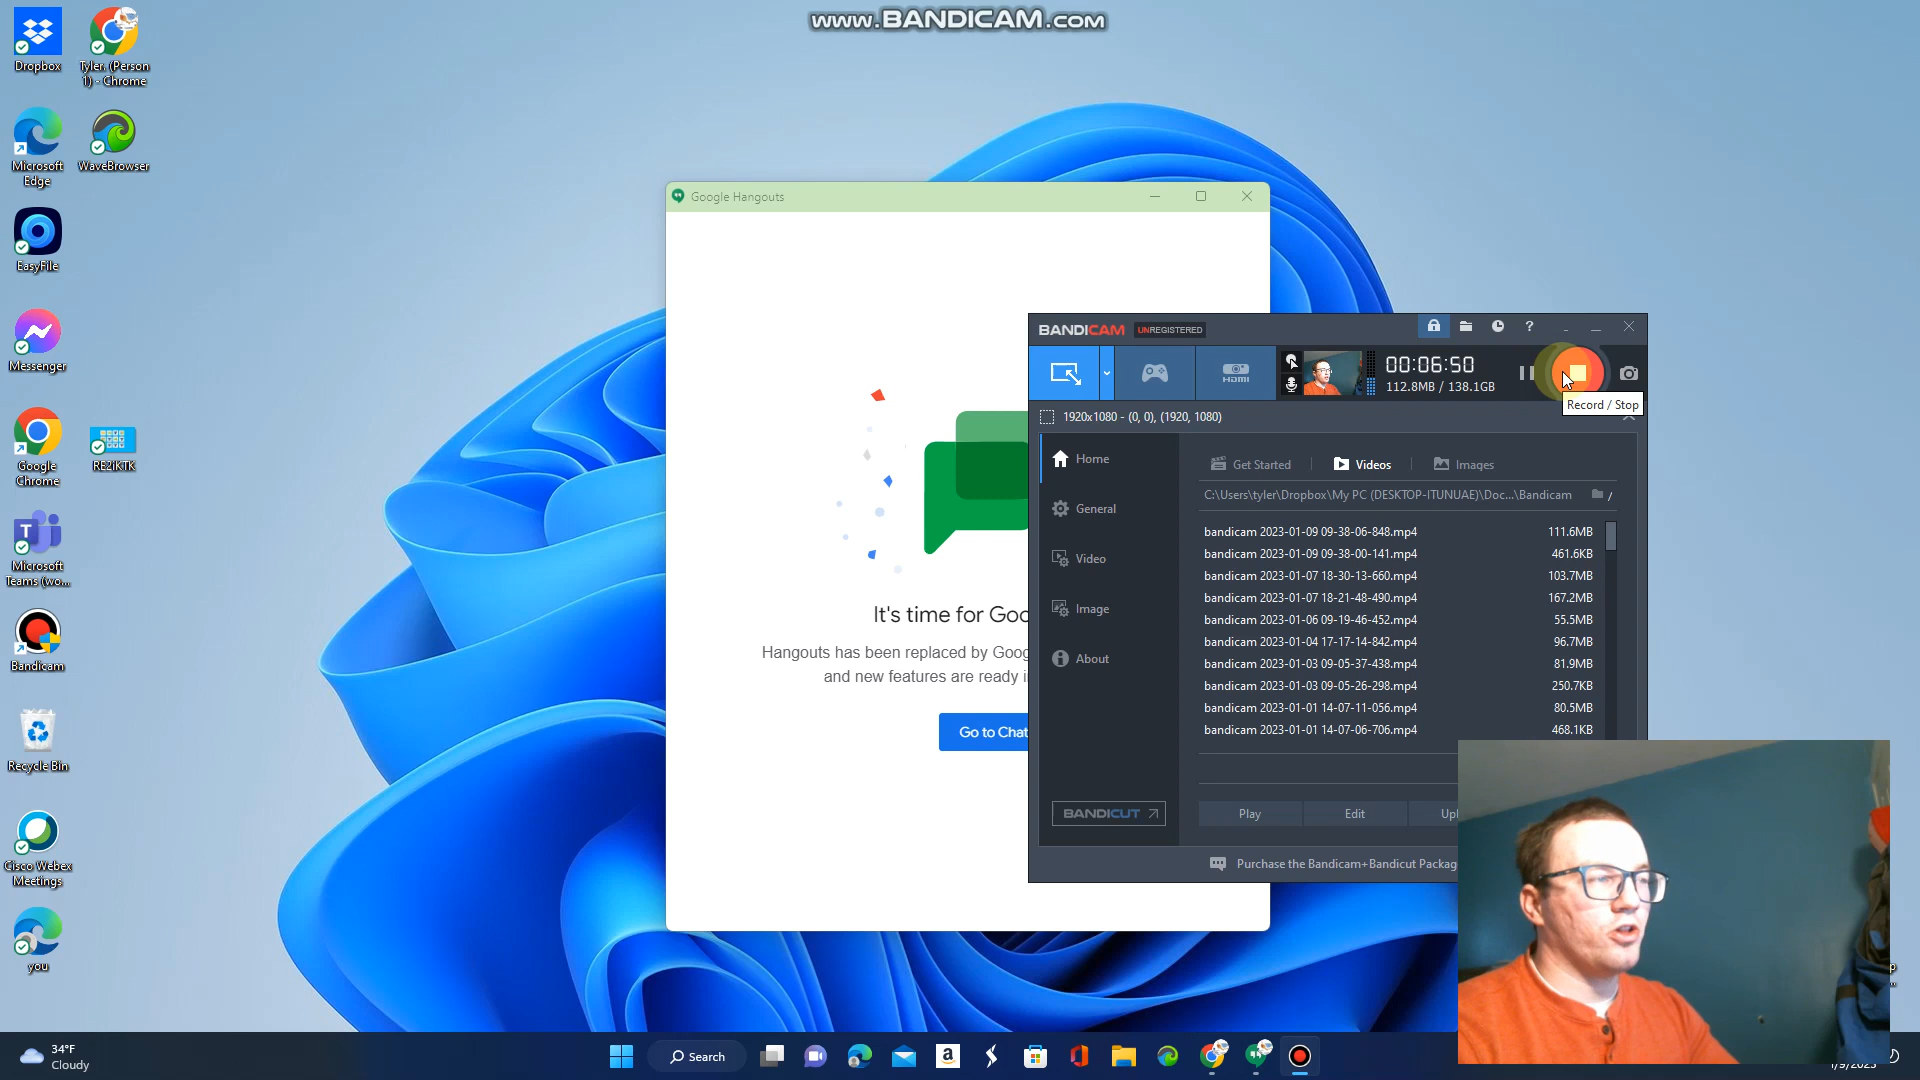 www.BANDICAM.com
Dropbox
Tyler. (Person
1) - Chrome
Microsoft
Edge
WaveBrowser
EasyFile
Messenger
Google
Chrome
RE2iKTK
Microsoft
Teams (wo...
Bandicam
Recycle Bin
Cisco Webex
Meetings
you
Google Hangouts
It's time for Goo
Hangouts has been replaced by Goog
and new features are ready i
Go to Chat
BANDICAM UNREGISTERED
HDMI
00:06:50
112.8MB / 138.1GB
Record / Stop
1920x1080 - (0, 0), (1920, 1080)
Home
General
Video
Image
About
BANDICUT
Get Started
Videos
Images
C:\Users\tyler\Dropbox\My PC (DESKTOP-ITUNUAE)\Doc...\Bandicam
bandicam 2023-01-09 09-38-06-848.mp4 111.6MB
bandicam 2023-01-09 09-38-00-141.mp4 461.6KB
bandicam 2023-01-07 18-30-13-660.mp4 103.7MB
bandicam 2023-01-07 18-21-48-490.mp4 167.2MB
bandicam 2023-01-06 09-19-46-452.mp4 55.5MB
bandicam 2023-01-04 17-17-14-842.mp4 96.7MB
bandicam 2023-01-03 09-05-37-438.mp4 81.9MB
bandicam 2023-01-03 09-05-26-298.mp4 250.7KB
bandicam 2023-01-01 14-07-11-056.mp4 80.5MB
bandicam 2023-01-01 14-07-06-706.mp4 468.1KB
Play
Edit
Upl
Purchase the Bandicam+Bandicut Packag
34°F
Cloudy
Search